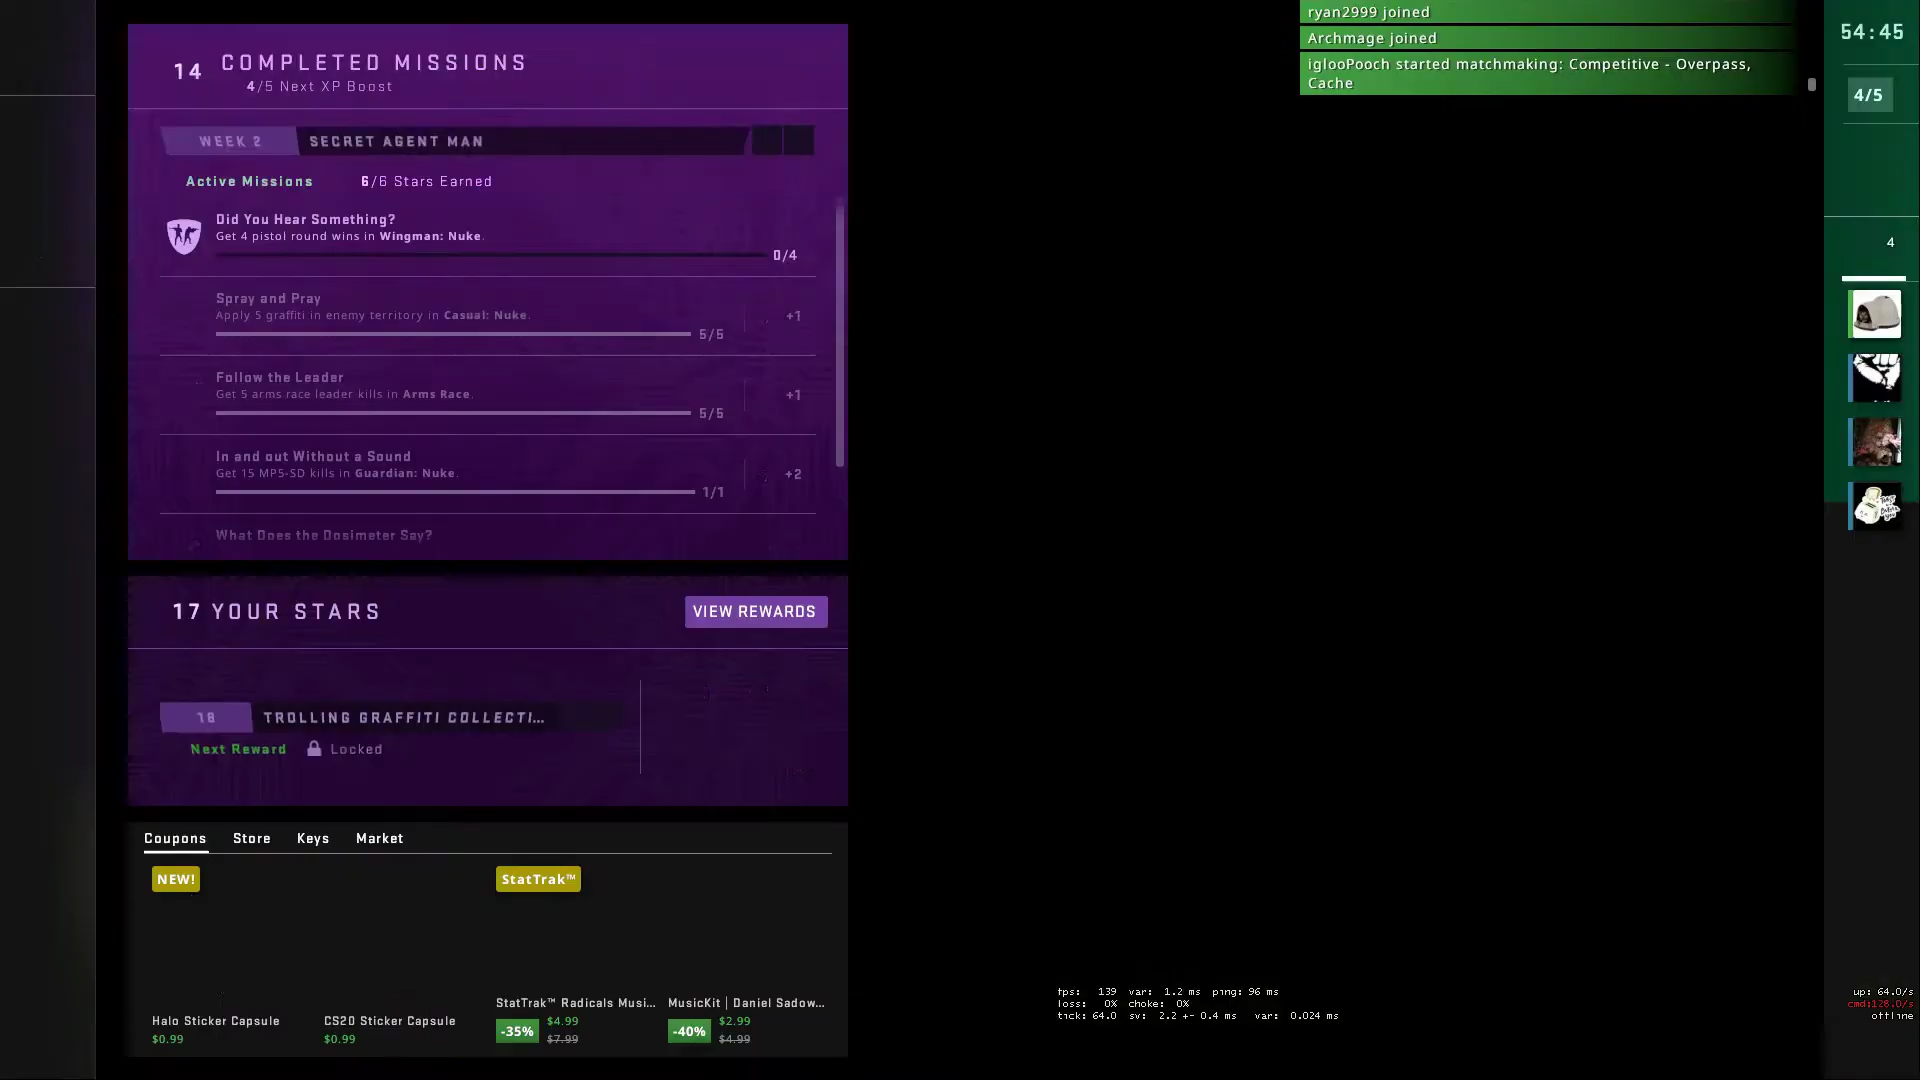 ryan2999 joined
Archmage joined
iglooPooch started matchmaking: Competitive - Overpass,
Cache
54:45
4/5
4
14 COMPLETED MISSIONS
4/5 Next XP Boost
WEEK 2 SECRET AGENT MAN
Active Missions 6/6 Stars Earned
Did You Hear Something?
Get 4 pistol round wins in Wingman: Nuke.
0/4
Spray and Pray
Apply 5 graffiti in enemy territory in Casual: Nuke.
+1
5/5
Follow the Leader
Get 5 arms race leader kills in Arms Race.
+1
5/5
In and out Without a Sound
Get 15 MP5-SD kills in Guardian: Nuke.
+2
1/1
What Does the Dosimeter Say?
17 YOUR STARS
VIEW REWARDS
18 TROLLING GRAFFITI COLLECTI...
Next Reward Locked
Coupons Store Keys Market
NEW!
StatTrak™
Halo Sticker Capsule
$0.99
CS20 Sticker Capsule
$0.99
StatTrak™ Radicals Musi...
-35% $4.99
$7.99
MusicKit | Daniel Sadow...
-40% $2.99
$4.99
fps: 139 var: 1.2 ms ping: 96 ms
loss: 0% choke: 0%
tick: 64.0 sv: 2.2 +- 0.4 ms var: 0.024 ms
up: 64.0/s
cmd:128.0/s
offline